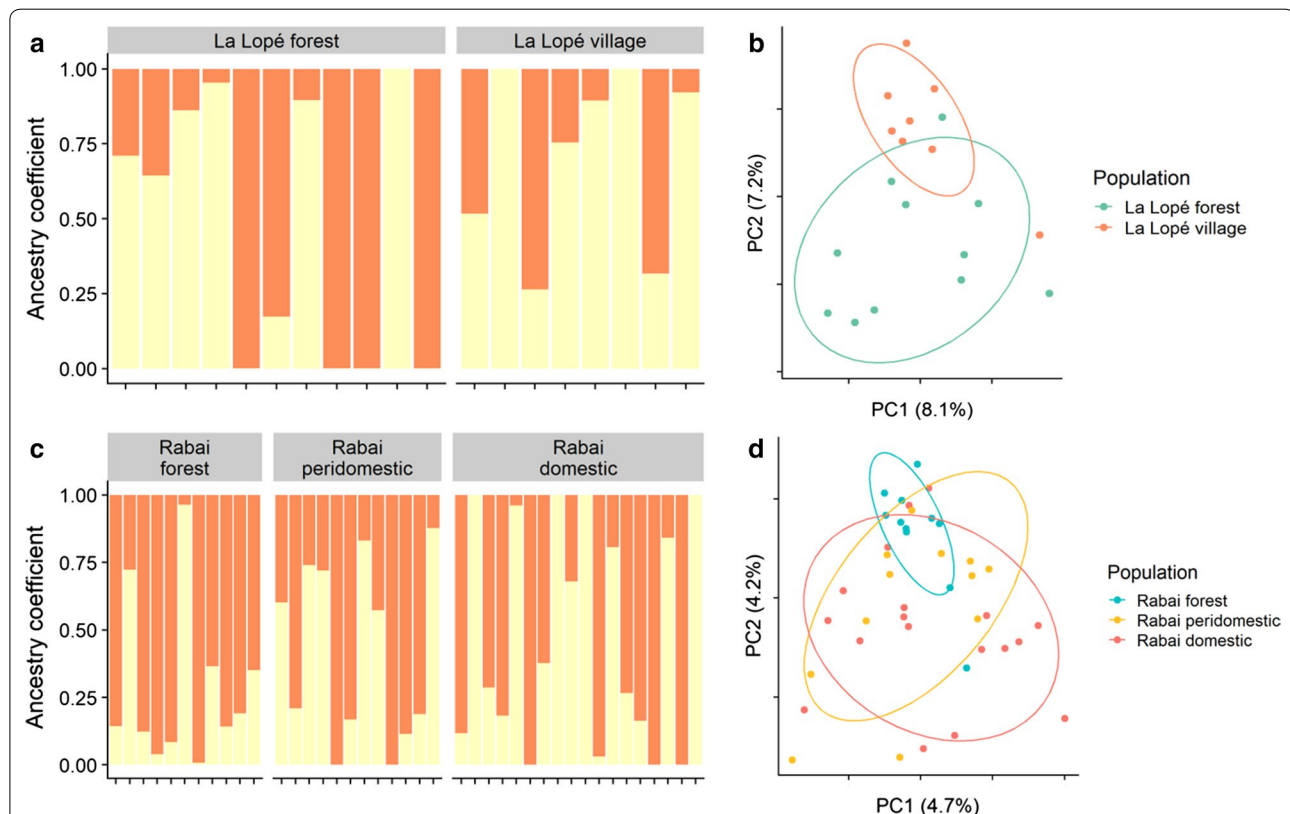 a
La Lopé forest
La Lopé village
1.00
0.75
0.50
0.25
0.00
Ancestry coefficient
b
PC2 (7.2%)
PC1 (8.1%)
Population
La Lopé forest
La Lopé village
c
Rabai
forest
Rabai
peridomestic
Rabai
domestic
1.00
0.75
0.50
0.25
0.00
Ancestry coefficient
d
PC2 (4.2%)
PC1 (4.7%)
Population
Rabai forest
Rabai peridomestic
Rabai domestic